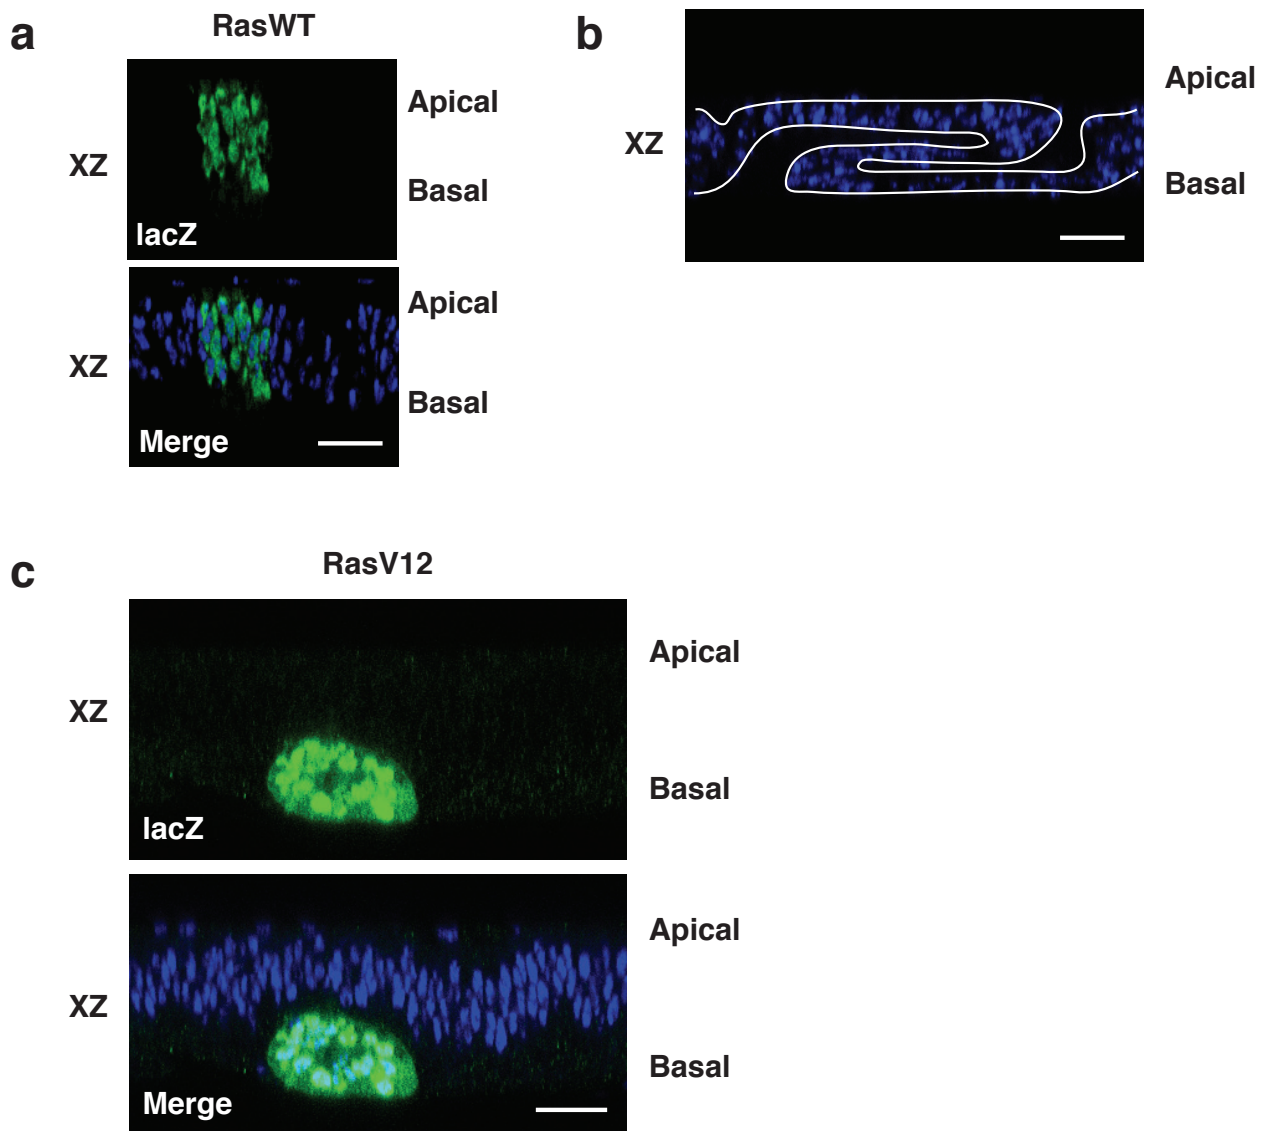 a
RasWT
XZ
Apical
Basal
lacZ
XZ
Apical
Basal
Merge
b
XZ
Apical
Basal
c
RasV12
XZ
Apical
Basal
lacZ
XZ
Apical
Basal
Merge